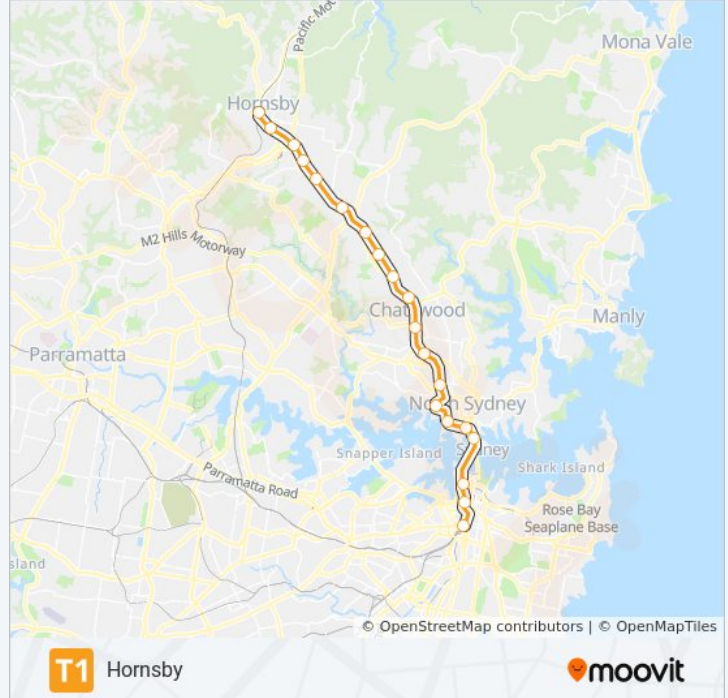 Pacific Mot
Mona Vale
Hornsby
M2 Hills Motorway
Chatswood
Manly
Parramatta
North Sydney
Snapper Island
Sydney
Shark Island
Parramatta Road
Rose Bay
Seaplane Base
sland
© OpenStreetMap contributors | © OpenMapTiles
T1 Hornsby
moovit